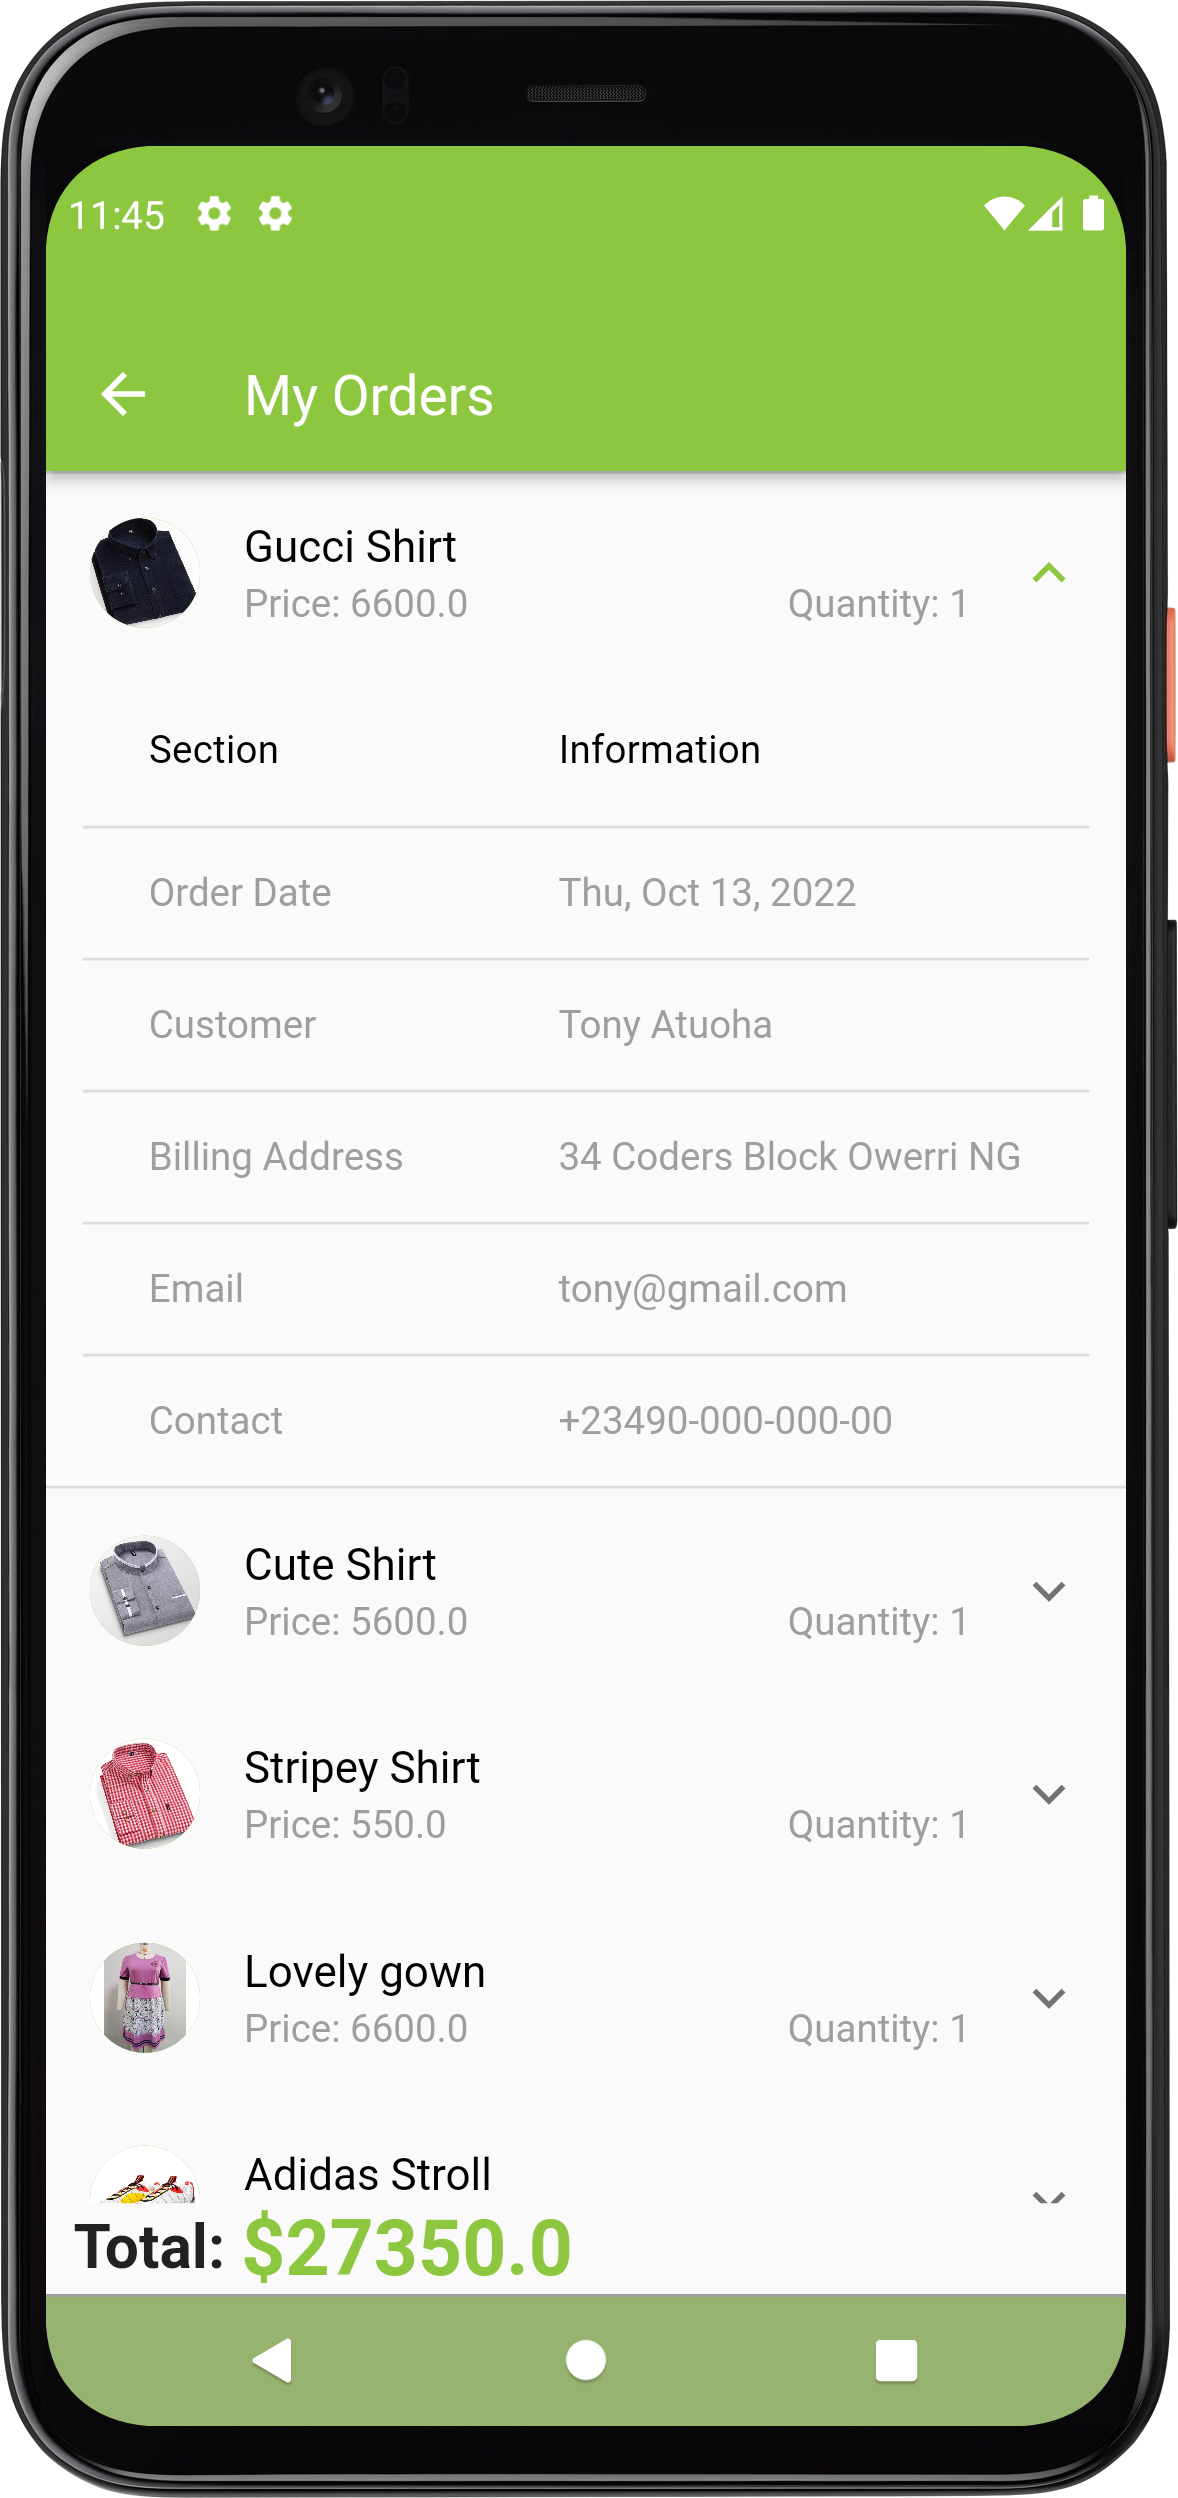 11:45
My Orders
Gucci Shirt
Price: 6600.0 Quantity: 1
Section Information
Order Date Thu, Oct 13, 2022
Customer Tony Atuoha
Billing Address 34 Coders Block Owerri NG
Email tony@gmail.com
Contact +23490-000-000-00
Cute Shirt
Price: 5600.0 Quantity: 1
Stripey Shirt
Price: 550.0 Quantity: 1
Lovely gown
Price: 6600.0 Quantity: 1
Adidas Stroll
Total: $27350.0